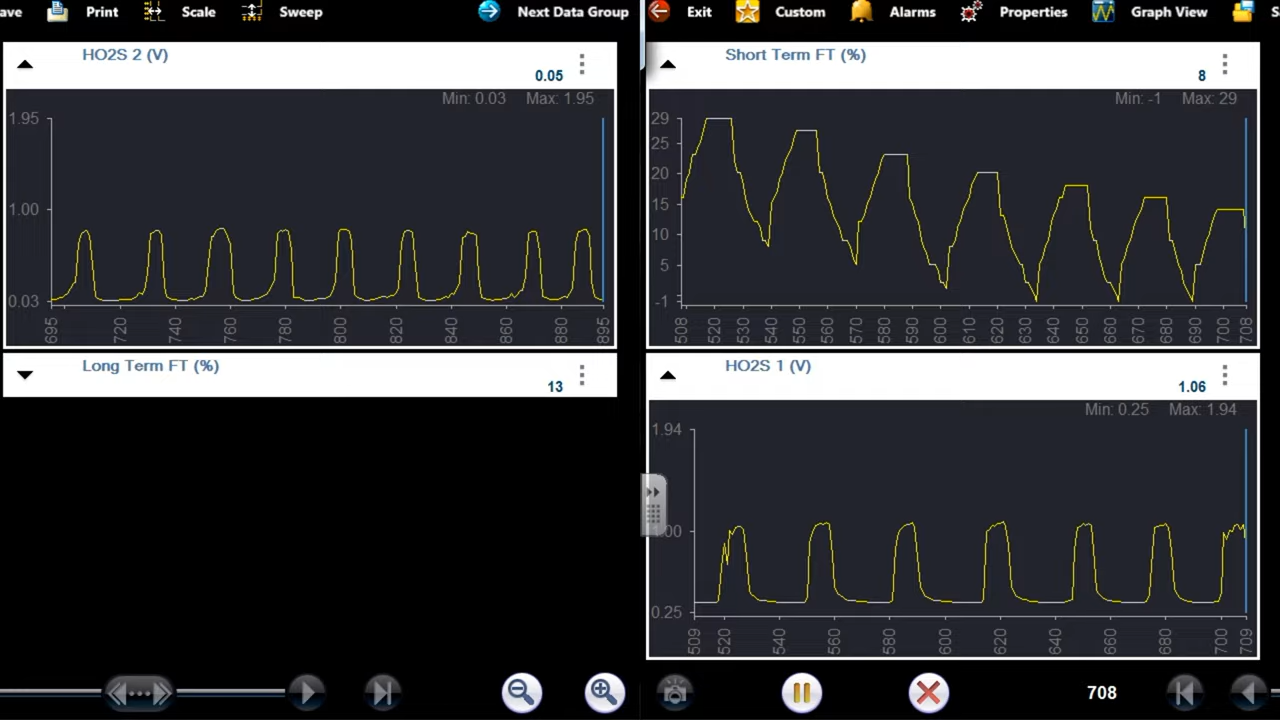 ave Print Scale Sweep Next Data Group Exit Custom Alarms Properties Graph View S
HO2S 2 (V)
0.05
Min: 0.03 Max: 1.95
1.95
1.00
0.03
695 720 740 760 780 800 820 840 860 880 895
Long Term FT (%)
13
Short Term FT (%)
8
Min: -1 Max: 29
29
25
20
15
10
5
-1
508 520 530 540 550 560 570 580 590 600 610 620 630 640 650 660 670 680 690 700 708
HO2S 1 (V)
1.06
Min: 0.25 Max: 1.94
1.94
.00
0.25
509 520 540 560 580 600 620 640 660 680 700 709
708